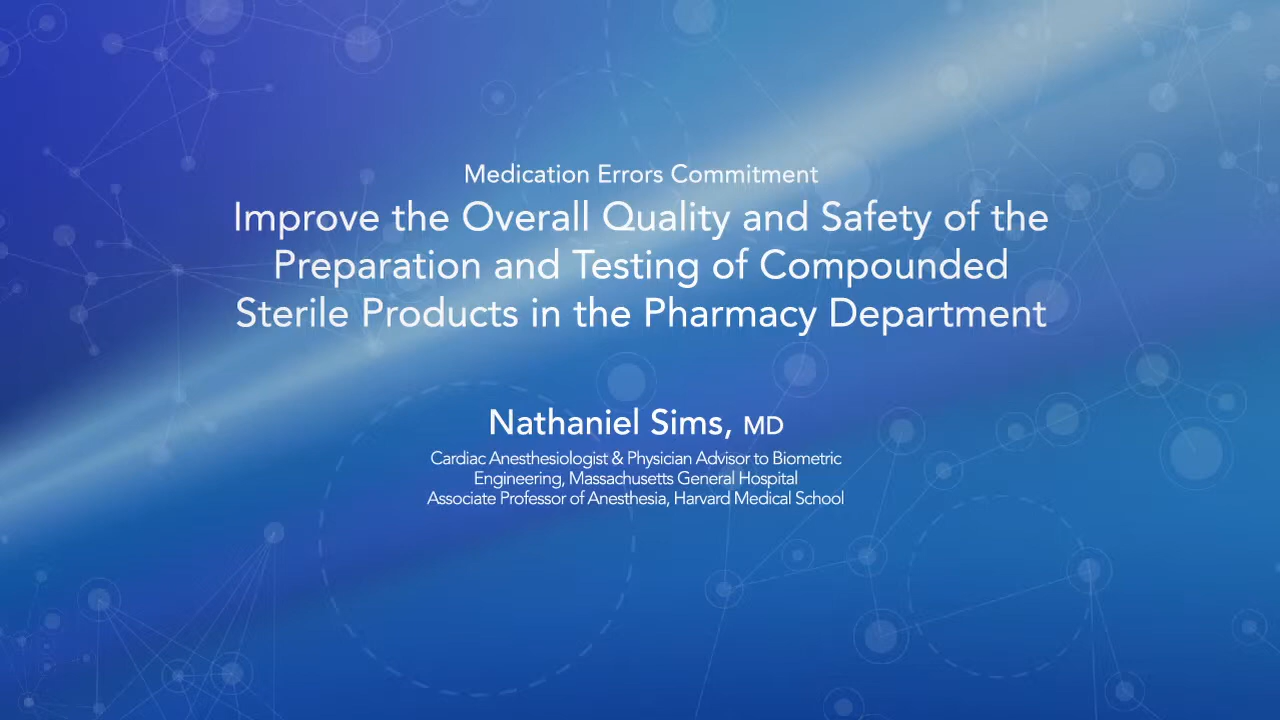 Medication Errors Commitment
Improve the Overall Quality and Safety of the
Preparation and Testing of Compounded
Sterile Products in the Pharmacy Department
Nathaniel Sims, MD
Cardiac Anesthesiologist & Physician Advisor to Biometric
Engineering, Massachusetts General Hospital
Associate Professor of Anesthesia, Harvard Medical School